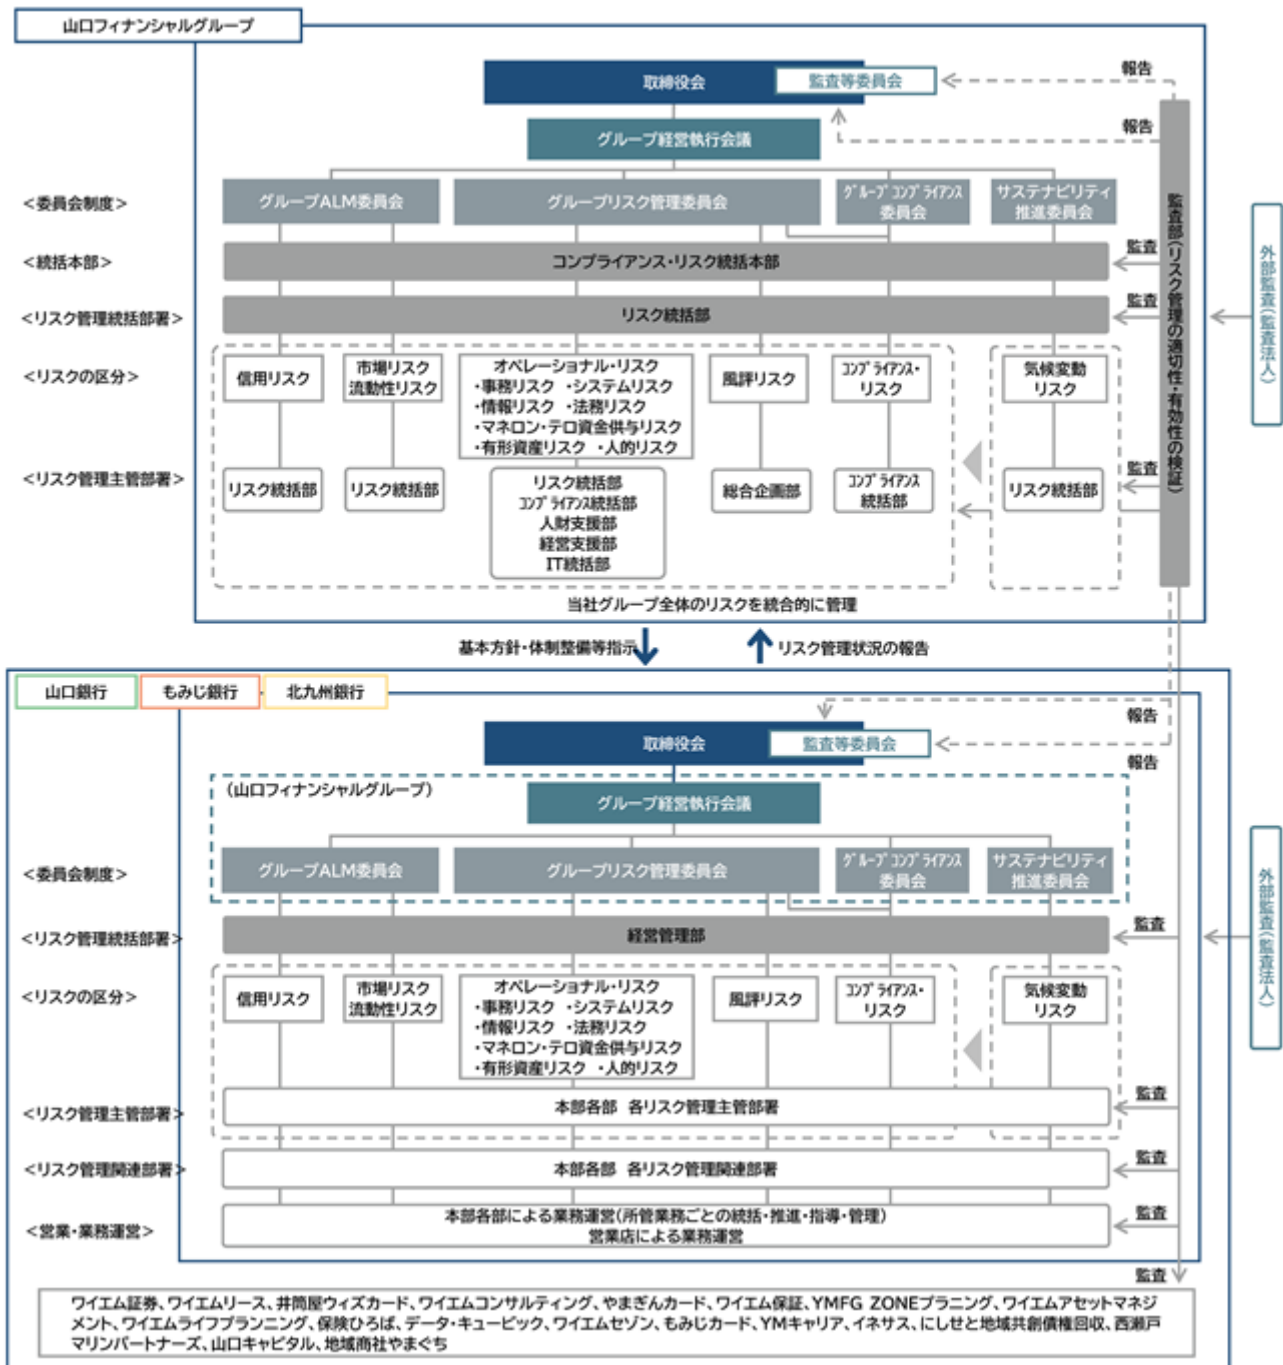 山口フィナンシャルグループ
取締役会
監査等委員会
報告
報告
グループ経営執行会議
<委員会制度>
グループALM委員会
グループリスク管理委員会
グループコンプライアンス
委員会
サステナビリティ
推進委員会
<統括本部>
コンプライアンス・リスク統括本部
監査
<リスク管理統括部署>
リスク統括部
監査
監査部(リスク管理の適切性・有効性の検証)
外部監査(監査法人)
<リスクの区分>
信用リスク
市場リスク
流動性リスク
オペレーショナル・リスク
・事務リスク ・システムリスク
・情報リスク ・法務リスク
・マネロン・テロ資金供与リスク
・有形資産リスク ・人的リスク
風評リスク
コンプライアンス・
リスク
気候変動
リスク
<リスク管理主管部署>
リスク統括部
リスク統括部
リスク統括部
コンプライアンス統括部
人財支援部
経営支援部
IT統括部
総合企画部
コンプライアンス
統括部
リスク統括部
監査
当社グループ全体のリスクを統合的に管理
基本方針・体制整備等指示
リスク管理状況の報告
山口銀行
もみじ銀行
北九州銀行
取締役会
監査等委員会
報告
報告
(山口フィナンシャルグループ)
グループ経営執行会議
<委員会制度>
グループALM委員会
グループリスク管理委員会
グループコンプライアンス
委員会
サステナビリティ
推進委員会
<リスク管理統括部署>
経営管理部
監査
外部監査(監査法人)
<リスクの区分>
信用リスク
市場リスク
流動性リスク
オペレーショナル・リスク
・事務リスク ・システムリスク
・情報リスク ・法務リスク
・マネロン・テロ資金供与リスク
・有形資産リスク ・人的リスク
風評リスク
コンプライアンス・
リスク
気候変動
リスク
<リスク管理主管部署>
本部各部 各リスク管理主管部署
監査
<リスク管理関連部署>
本部各部 各リスク管理関連部署
監査
<営業・業務運営>
本部各部による業務運営(所管業務ごとの統括・推進・指導・管理)
営業店による業務運営
監査
監査
ワイエム証券、ワイエムリース、井筒屋ウィズカード、ワイエムコンサルティング、やまぎんカード、ワイエム保証、YMFG ZONEプラニング、ワイエムアセットマネジ
メント、ワイエムライフプランニング、保険ひろば、データ・キュービック、ワイエムセゾン、もみじカード、YMキャリア、イネサス、にしせと地域共創債権回収、西瀬戸
マリンパートナーズ、山口キャピタル、地域商社やまぐち